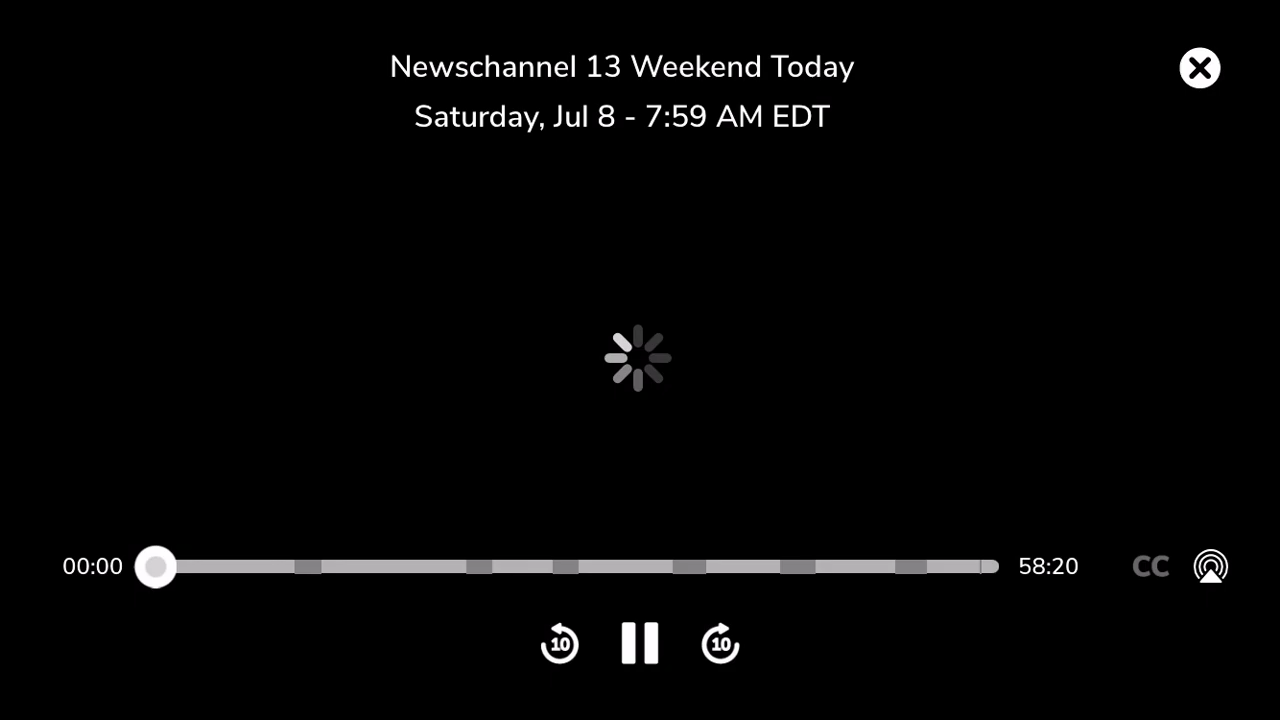 Newschannel 13 Weekend Today
Saturday, Jul 8 - 7:59 AM EDT
00:00
58:20
CC
10
10